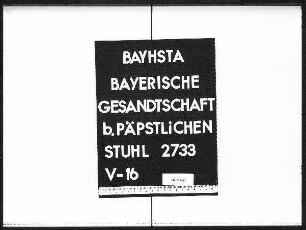 BAYHSTA
BAYERISCHE
GESANDTSCHAFT
b. PÄPSTLICHEN
STUHL 2733
V-16